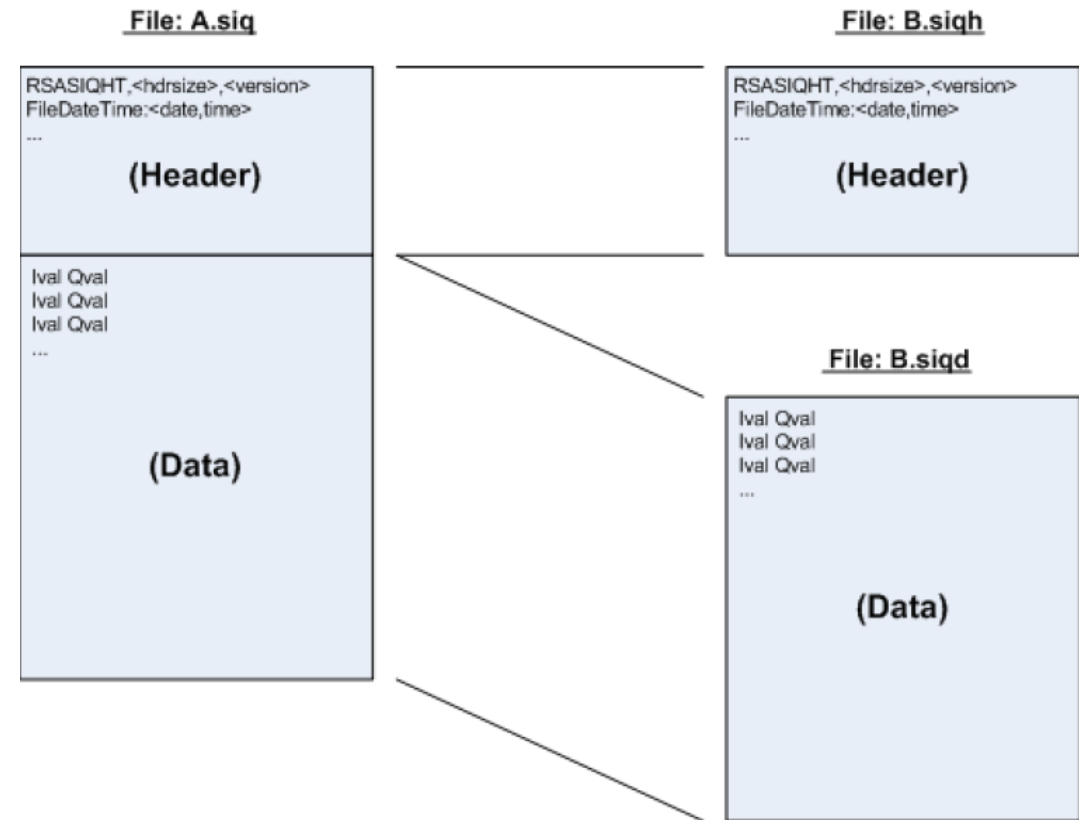 File: A.siq
RSASIQHT,<hdrsize>,<version>
FileDateTime:<date,time>
...
(Header)
Ival Qval
Ival Qval
Ival Qval
...
(Data)
File: B.siqh
RSASIQHT,<hdrsize>,<version>
FileDateTime:<date,time>
...
(Header)
File: B.siqd
Ival Qval
Ival Qval
Ival Qval
...
(Data)